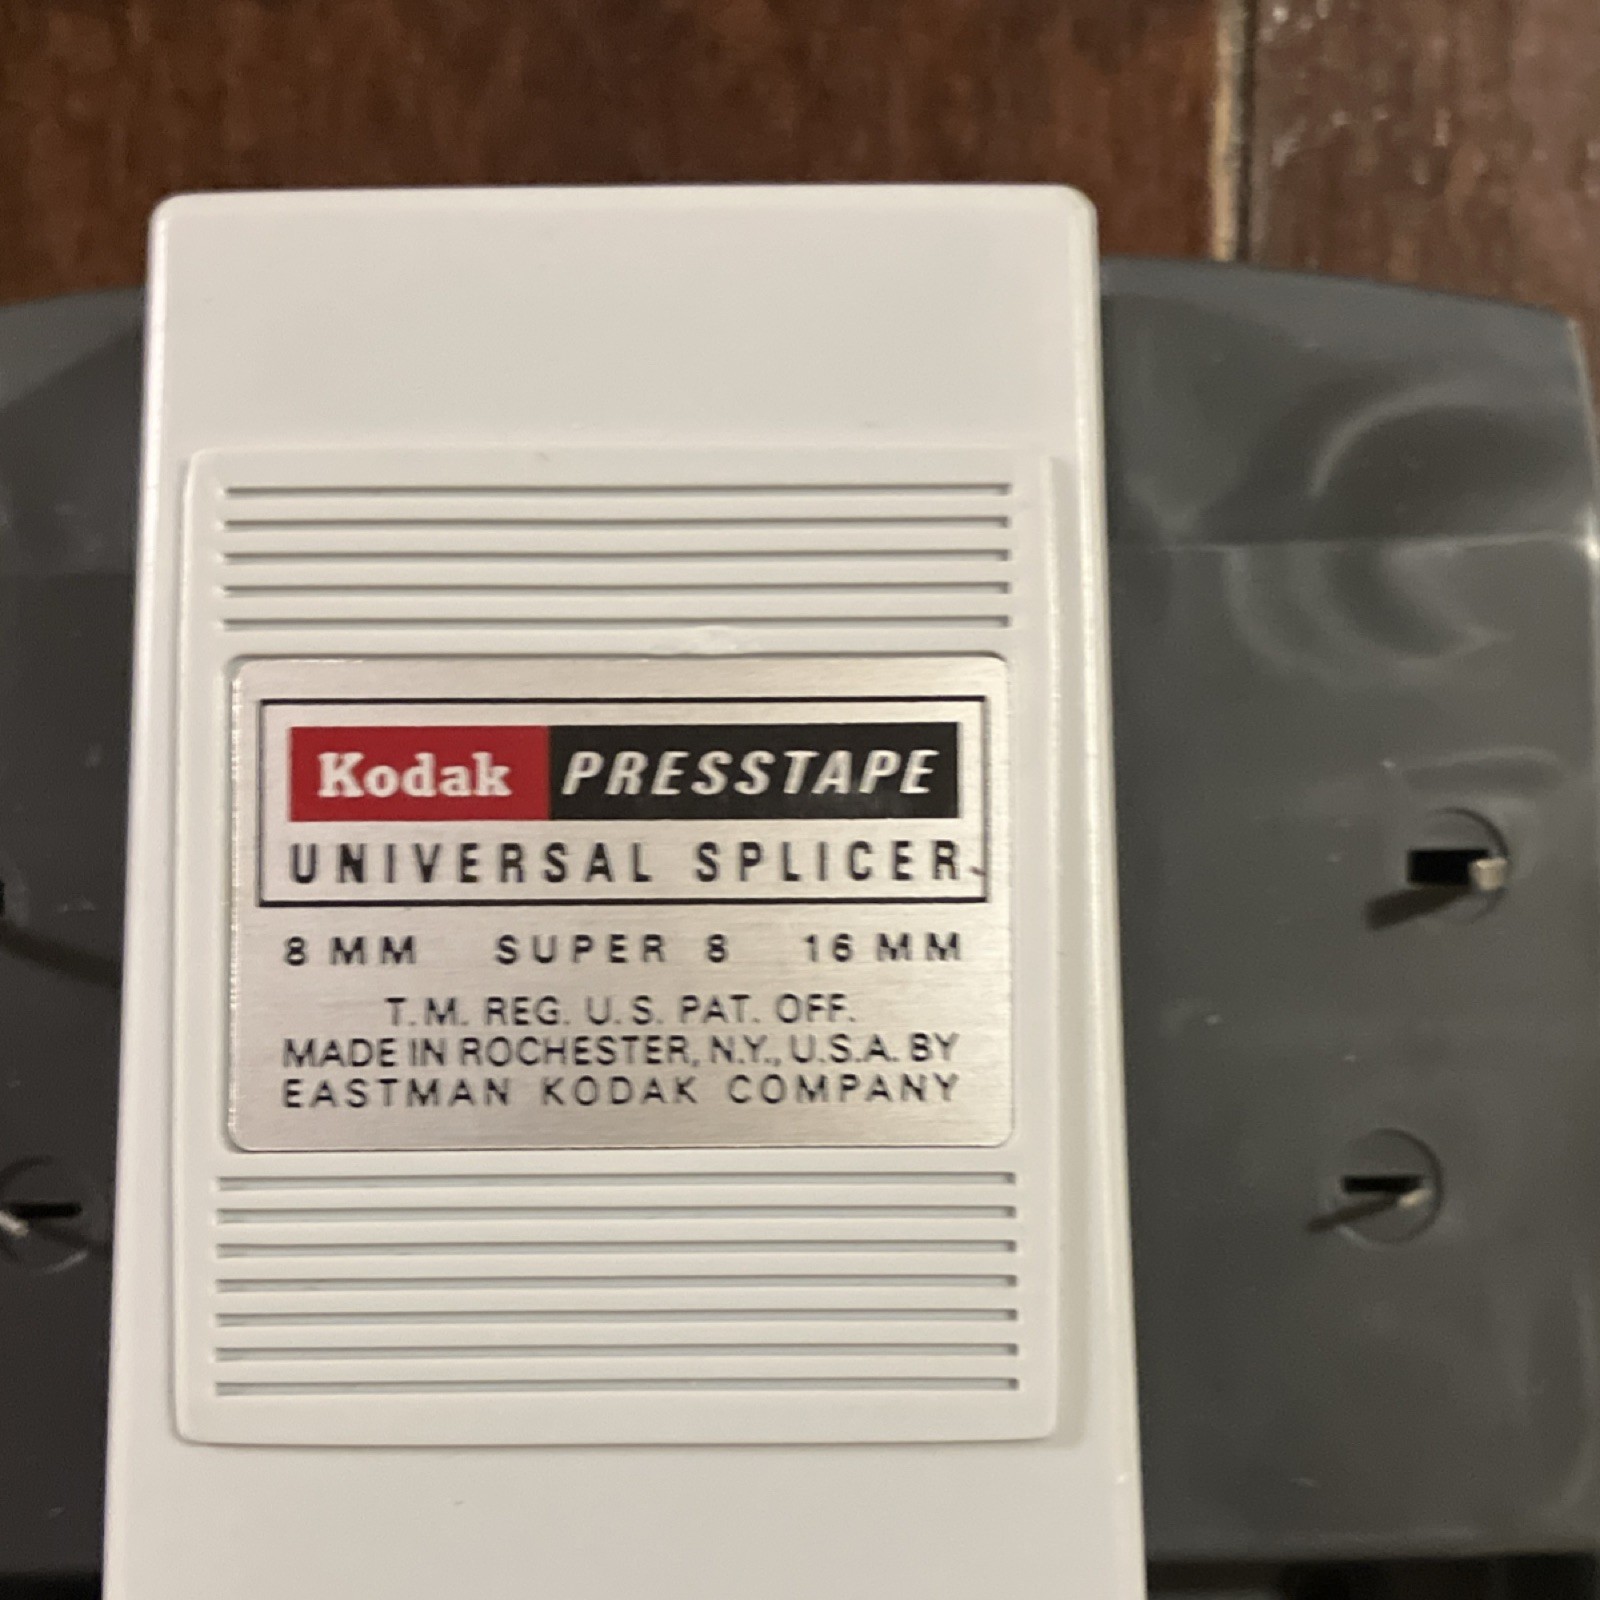 Kodak PRESSTAPE
UNIVERSAL SPLICER
8 MM SUPER 8 16 MM
T.M. REG. U.S. PAT. OFF.
MADE IN ROCHESTER, N.Y., U.S.A. BY
EASTMAN KODAK COMPANY